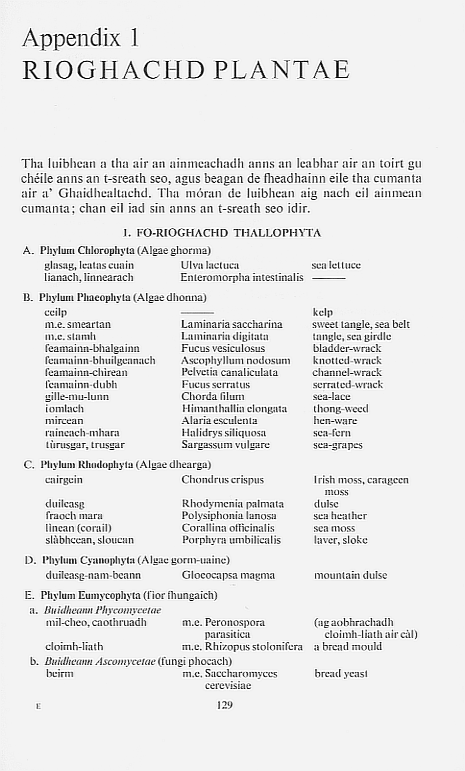 Appendix 1
RIOGHACHD PLANTAE
Tha luibhean a tha air an ainmeachadh anns an leabhar air an toirt gu
chéile anns an t-sreath seo, agus beagan de fheadhainn eile tha cumanta
air a' Ghaidhealtachd. Tha móran de luibhean aig nach eil ainmean
cumanta; chan eil iad sin anns an t-sreath seo idir.
1. FO-RIOGHACHD THALLOPHYTA
A. Phylum Chlorophyta (Algae ghorma)
glasag, leatas cuain Ulva lactuca sea lettuce
lianach, linnearach Enteromorpha intestinalis ———
B. Phylum Phaeophyta (Algae dhonna)
ceilp ——— kelp
m.e. smeartan Laminaria saccharina sweet tangle, sea belt
m.e. stamh Laminaria digitata tangle, sea girdle
feamainn-bhalgainn Fucus vesiculosus bladder-wrack
feamainn-bhuilgeanach Ascophyllum nodosum knotted-wrack
feamainn-chirean Pelvetia canaliculata channel-wrack
feamainn-dubh Fucus serratus serrated-wrack
gille-mu-lunn Chorda filum sea-lace
iomlach Himanthallia elongata thong-weed
mircean Alaria esculenta hen-ware
raineach-mhara Halidrys siliquosa sea-fern
tùrusgar, trusgar Sargassum vulgare sea-grapes
C. Phylum Rhodophyta (Algae dhearga)
cairgein Chondrus crispus Irish moss, carageen
moss
duileasg Rhodymenia palmata dulse
fraoch mara Polysiphonia lanosa sea heather
linean (corail) Corallina officinalis sea moss
slàbhcean, sloucan Porphyra umbilicalis laver, sloke
D. Phylum Cyanophyta (Algae gorm-uaine)
duileasg-nam-beann Gloeocapsa magma mountain dulse
E. Phylum Eumycophyta (fìor fhungaich)
a. Buidheann Phycomycetae
mil-cheo, caothruadh m.e. Peronospora (ag aobhrachadh
parasitica cloimh-liath air càl)
cloimh-liath m.e. Rhizopus stolonifera a bread mould
b. Buidheann Ascomycetae (fungi phocach)
beirm m.e. Saccharomyces bread yeast
cerevisiae
E 129